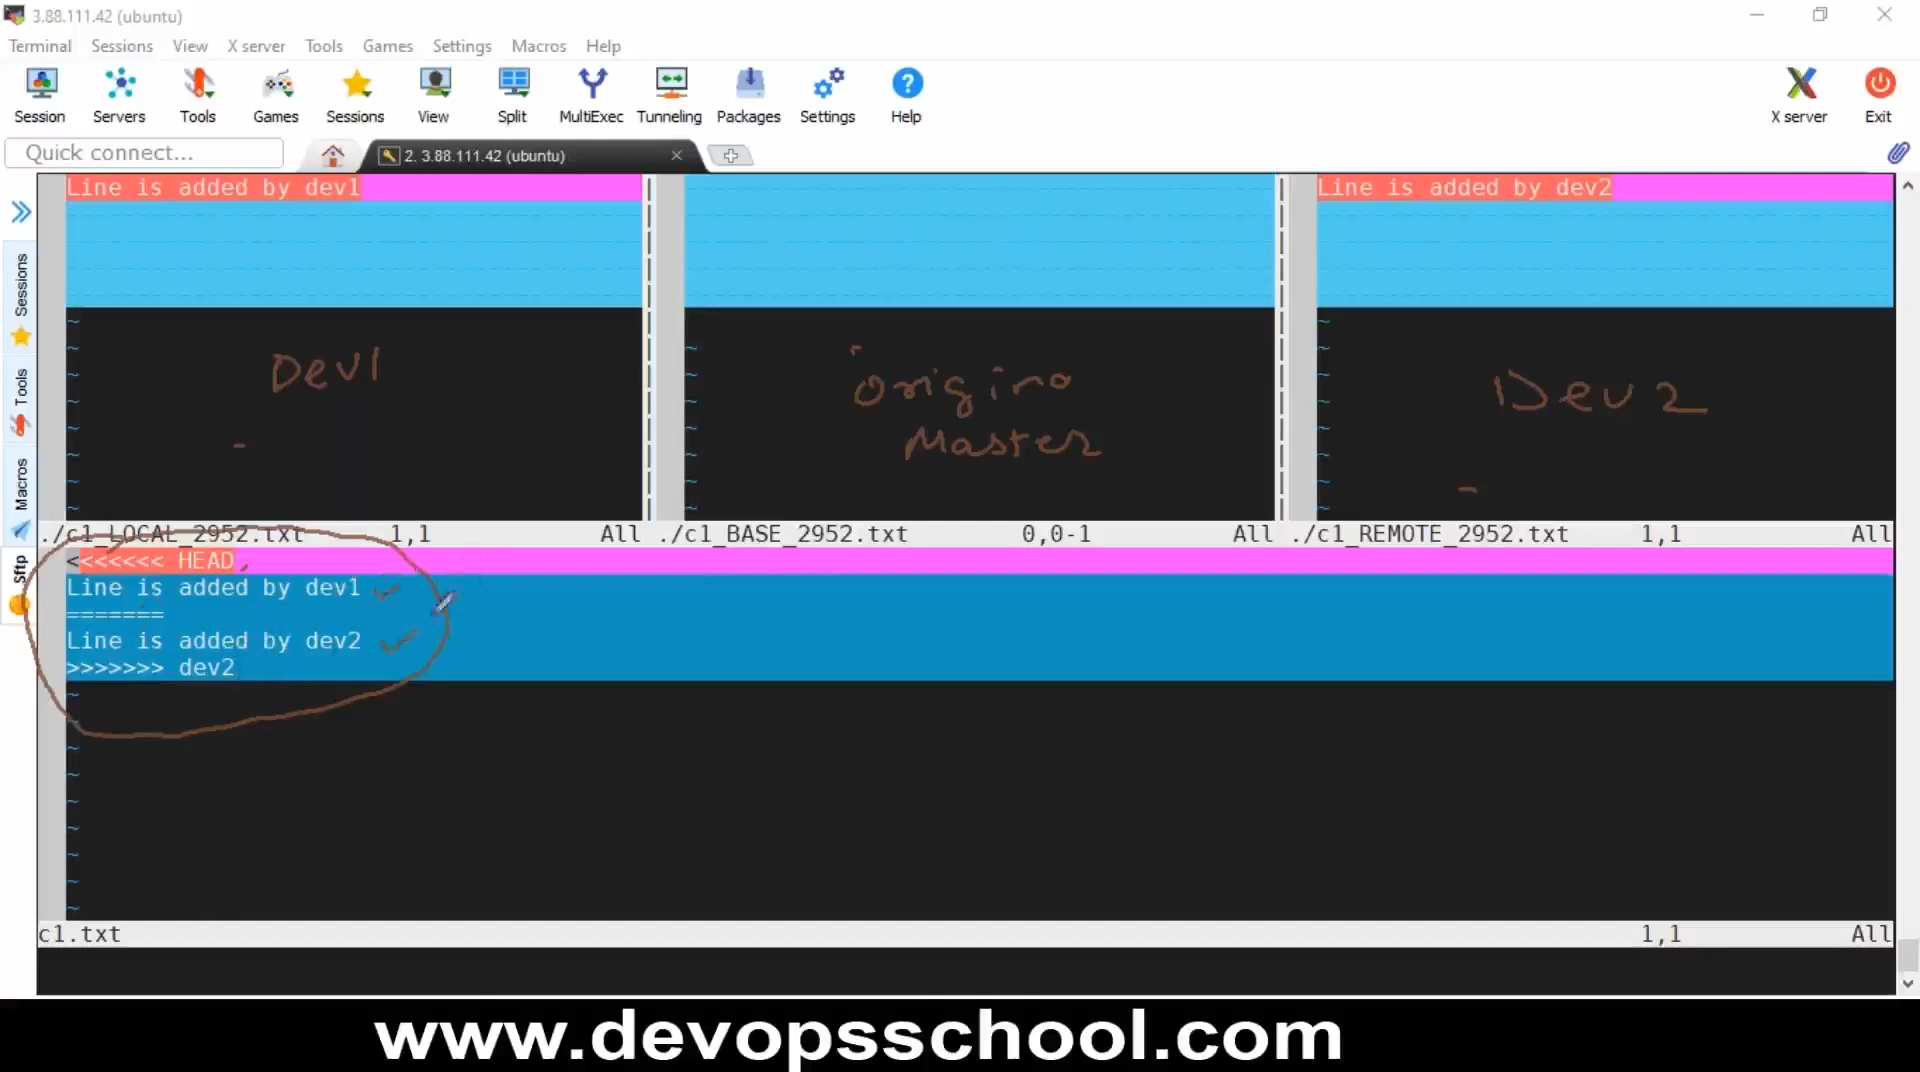 3.88.111.42 (ubuntu)
Terminal Sessions View X server Tools Games Settings Macros Help
Session Servers Tools Games Sessions View Split MultiExec Tunneling Packages Settings Help X server Exit
Quick connect...
2. 3.88.111.42 (ubuntu)
Sessions
Tools
Macros
Sftp
Line is added by dev1
Line is added by dev2
Dev1
Origina
Master
Dev2
./c1_LOCAL_2952.txt 1,1 All ./c1_BASE_2952.txt 0,0-1 All ./c1_REMOTE_2952.txt 1,1 All
<<<<<<< HEAD
Line is added by dev1
=======
Line is added by dev2
>>>>>>> dev2
c1.txt 1,1 All
www.devopsschool.com